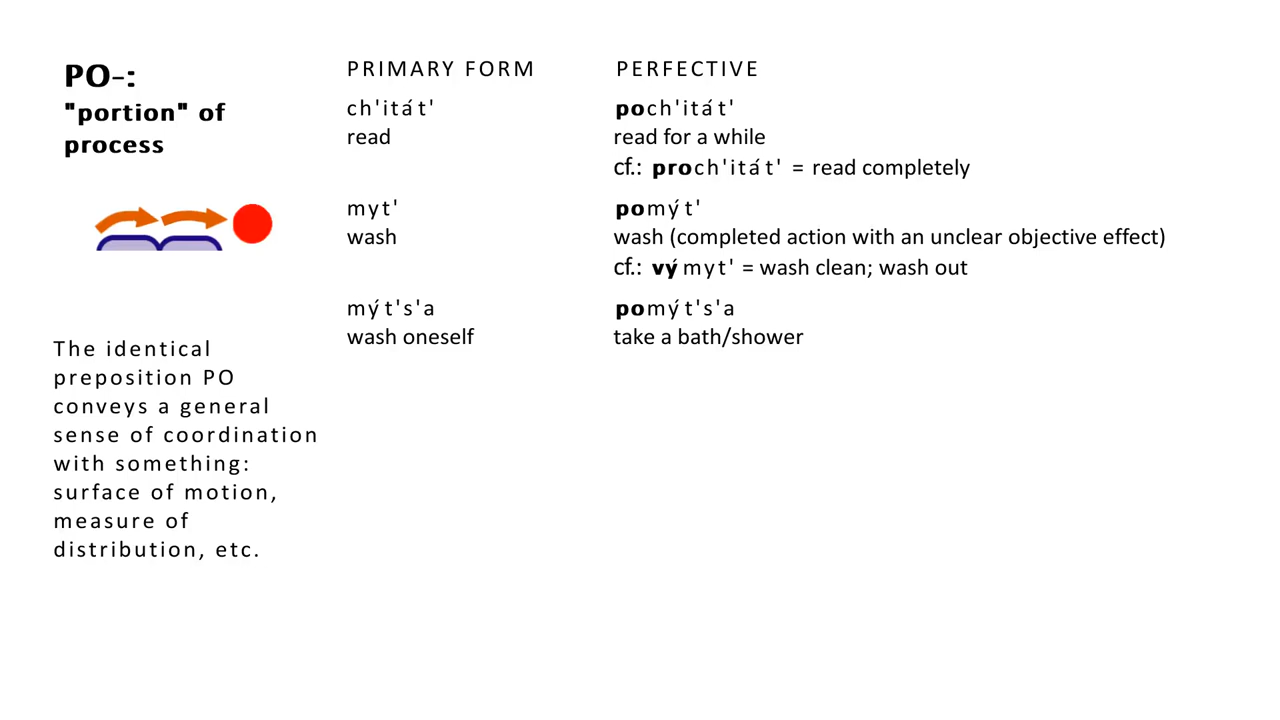 PO-:
"portion" of
process
The identical
preposition PO
conveys a general
sense of coordination
with something:
surface of motion,
measure of
distribution, etc.
PRIMARY FORM PERFECTIVE
ch'itát' poch'itát'
read read for a while
cf.: proch'itát' = read completely
myt' pomýt'
wash wash (completed action with an unclear objective effect)
cf.: výmyt' = wash clean; wash out
mýt's'a pomýt's'a
wash oneself take a bath/shower